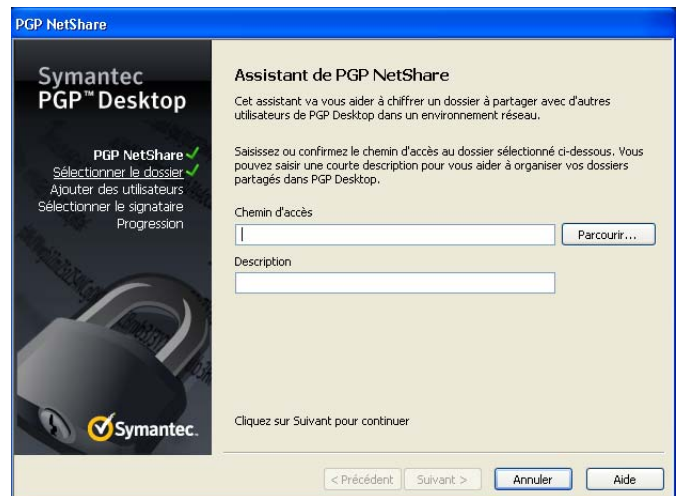 PGP NetShare
Symantec
PGP™ Desktop
PGP NetShare
Sélectionner le dossier
Ajouter des utilisateurs
Sélectionner le signataire
Progression
Symantec.
Assistant de PGP NetShare
Cet assistant va vous aider à chiffrer un dossier à partager avec d'autres
utilisateurs de PGP Desktop dans un environnement réseau.
Saisissez ou confirmez le chemin d'accès au dossier sélectionné ci-dessous. Vous
pouvez saisir une courte description pour vous aider à organiser vos dossiers
partagés dans PGP Desktop.
Chemin d'accès
Parcourir...
Description
Cliquez sur Suivant pour continuer
< Précédent
Suivant >
Annuler
Aide